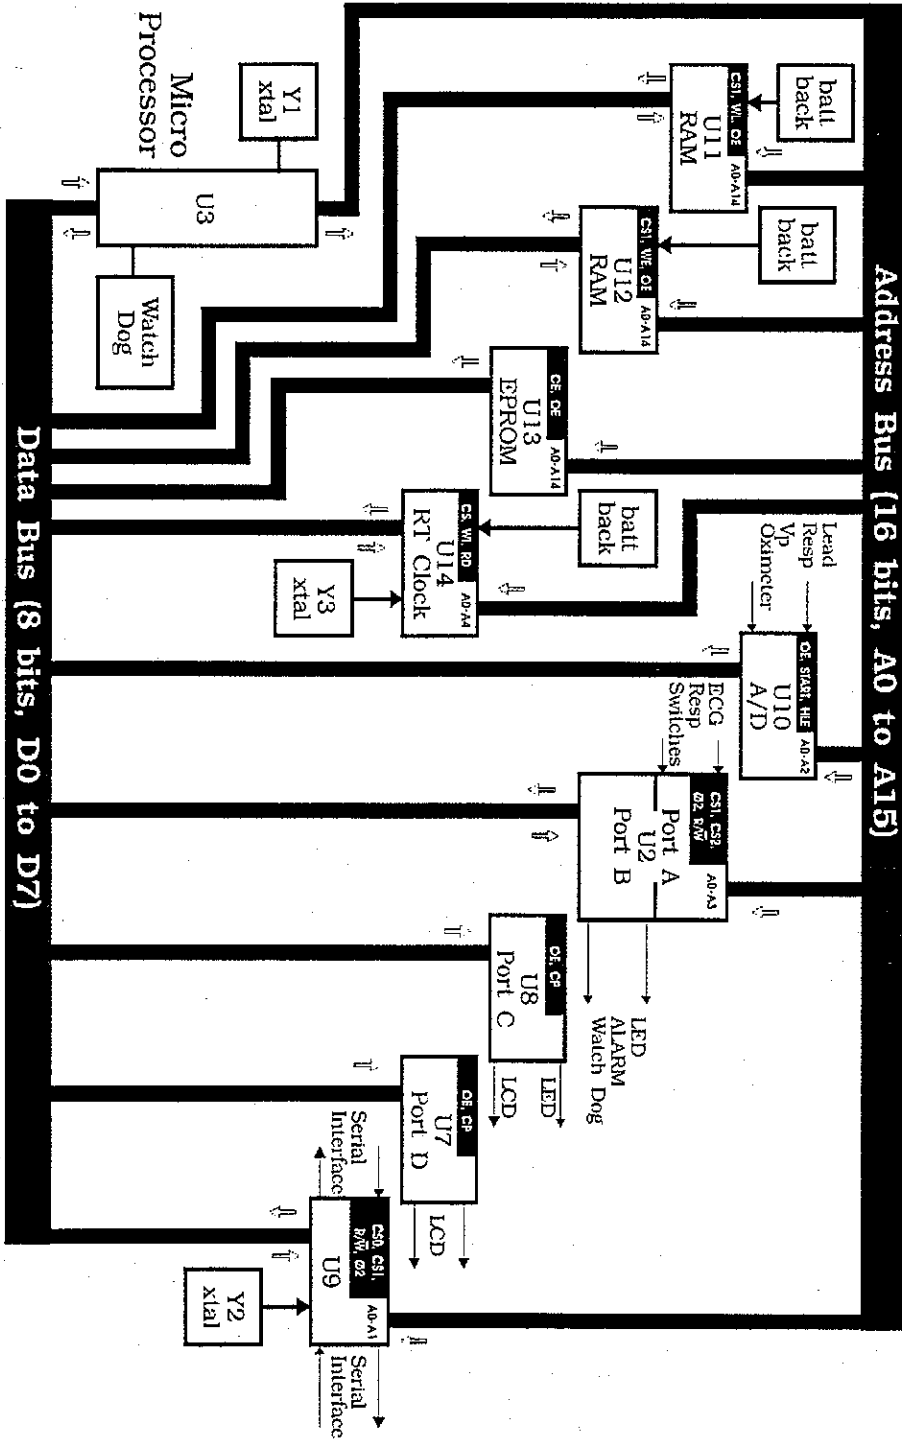 Address Bus (16 bits, A0 to A15)
batt
back
CS1, WL, OE
U11
RAM
A0-A14
batt
back
CS1, WE, OE
U12
RAM
A0-A14
OE, OE
U13
EPROM
A0-A14
batt
back
CS, WL, RD
U14
RT Clock
A0-A4
Y3
xtal
Lead
Resp
Vp
Oximeter
OE, START, HLE
U10
A/D
A0-A2
ECG
Resp
Switches
CS1, CS2,
Ø2, R/W
Port A
U2
Port B
A0-A3
LED
ALARM
Watch Dog
OE, CP
U8
Port C
LED
LCD
OE, CP
U7
Port D
LCD
Serial
Interface
CS0, CS1,
R/W, Ø2
U9
A0-A1
Serial
Interface
Y2
xtal
Micro
Processor
Y1
xtal
U3
Watch
Dog
Data Bus (8 bits, D0 to D7)